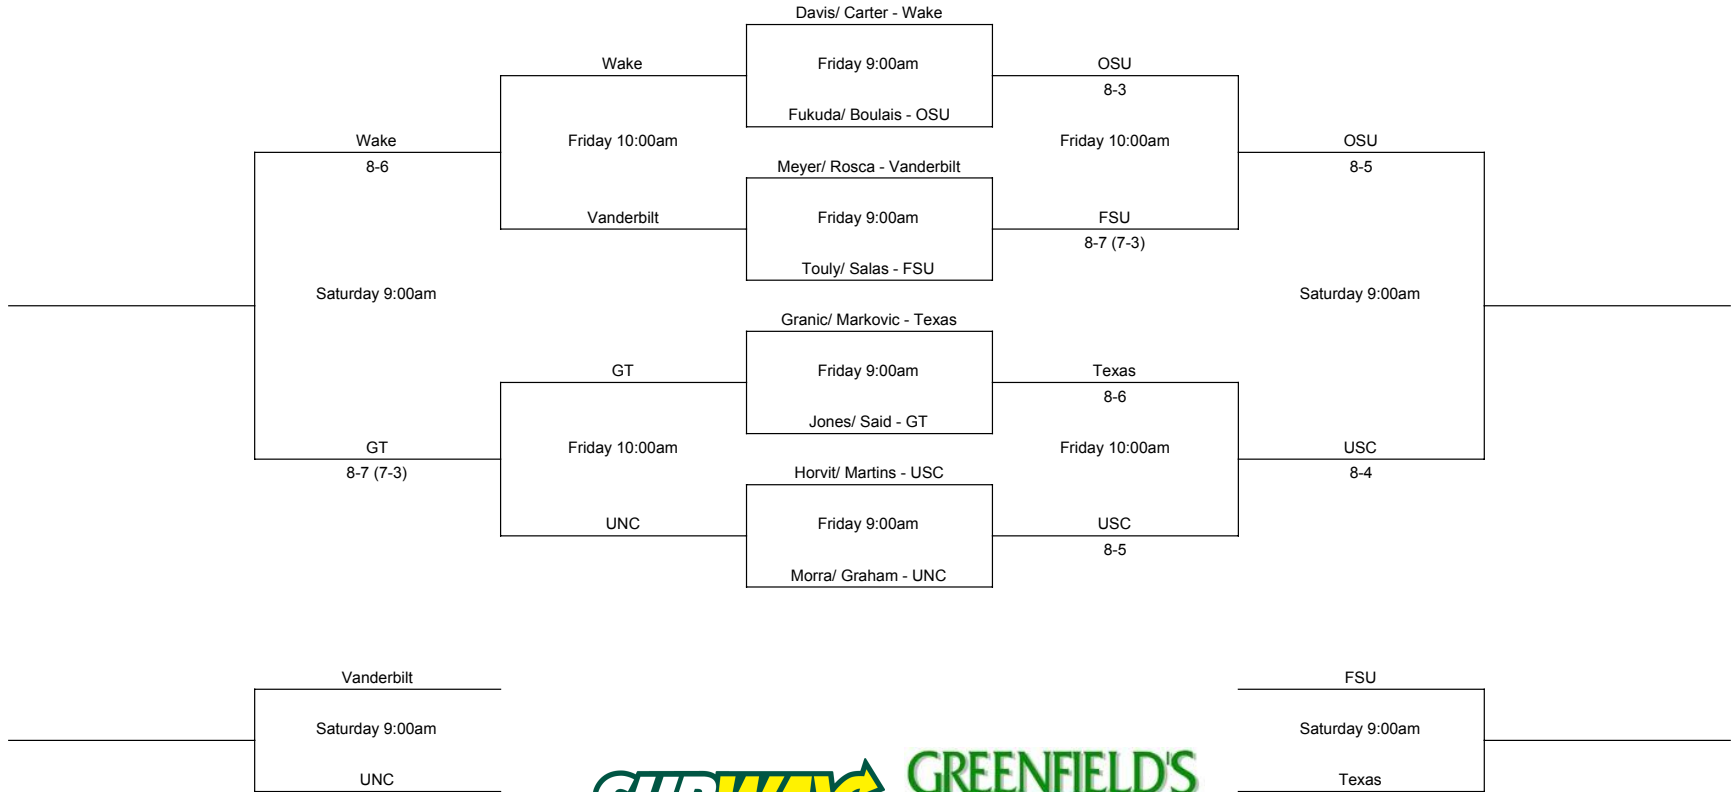 Davis/ Carter - Wake
Wake
Friday 9:00am
OSU
8-3
Fukuda/ Boulais - OSU
Wake
Friday 10:00am
Friday 10:00am
OSU
8-6
Meyer/ Rosca - Vanderbilt
8-5
Vanderbilt
Friday 9:00am
FSU
8-7 (7-3)
Touly/ Salas - FSU
Saturday 9:00am
Saturday 9:00am
Granic/ Markovic - Texas
GT
Friday 9:00am
Texas
8-6
Jones/ Said - GT
GT
Friday 10:00am
Friday 10:00am
USC
8-7 (7-3)
Horvit/ Martins - USC
8-4
UNC
Friday 9:00am
USC
8-5
Morra/ Graham - UNC
Vanderbilt
FSU
Saturday 9:00am
Saturday 9:00am
SUBWAY
GREENFIELD'S
UNC
Texas